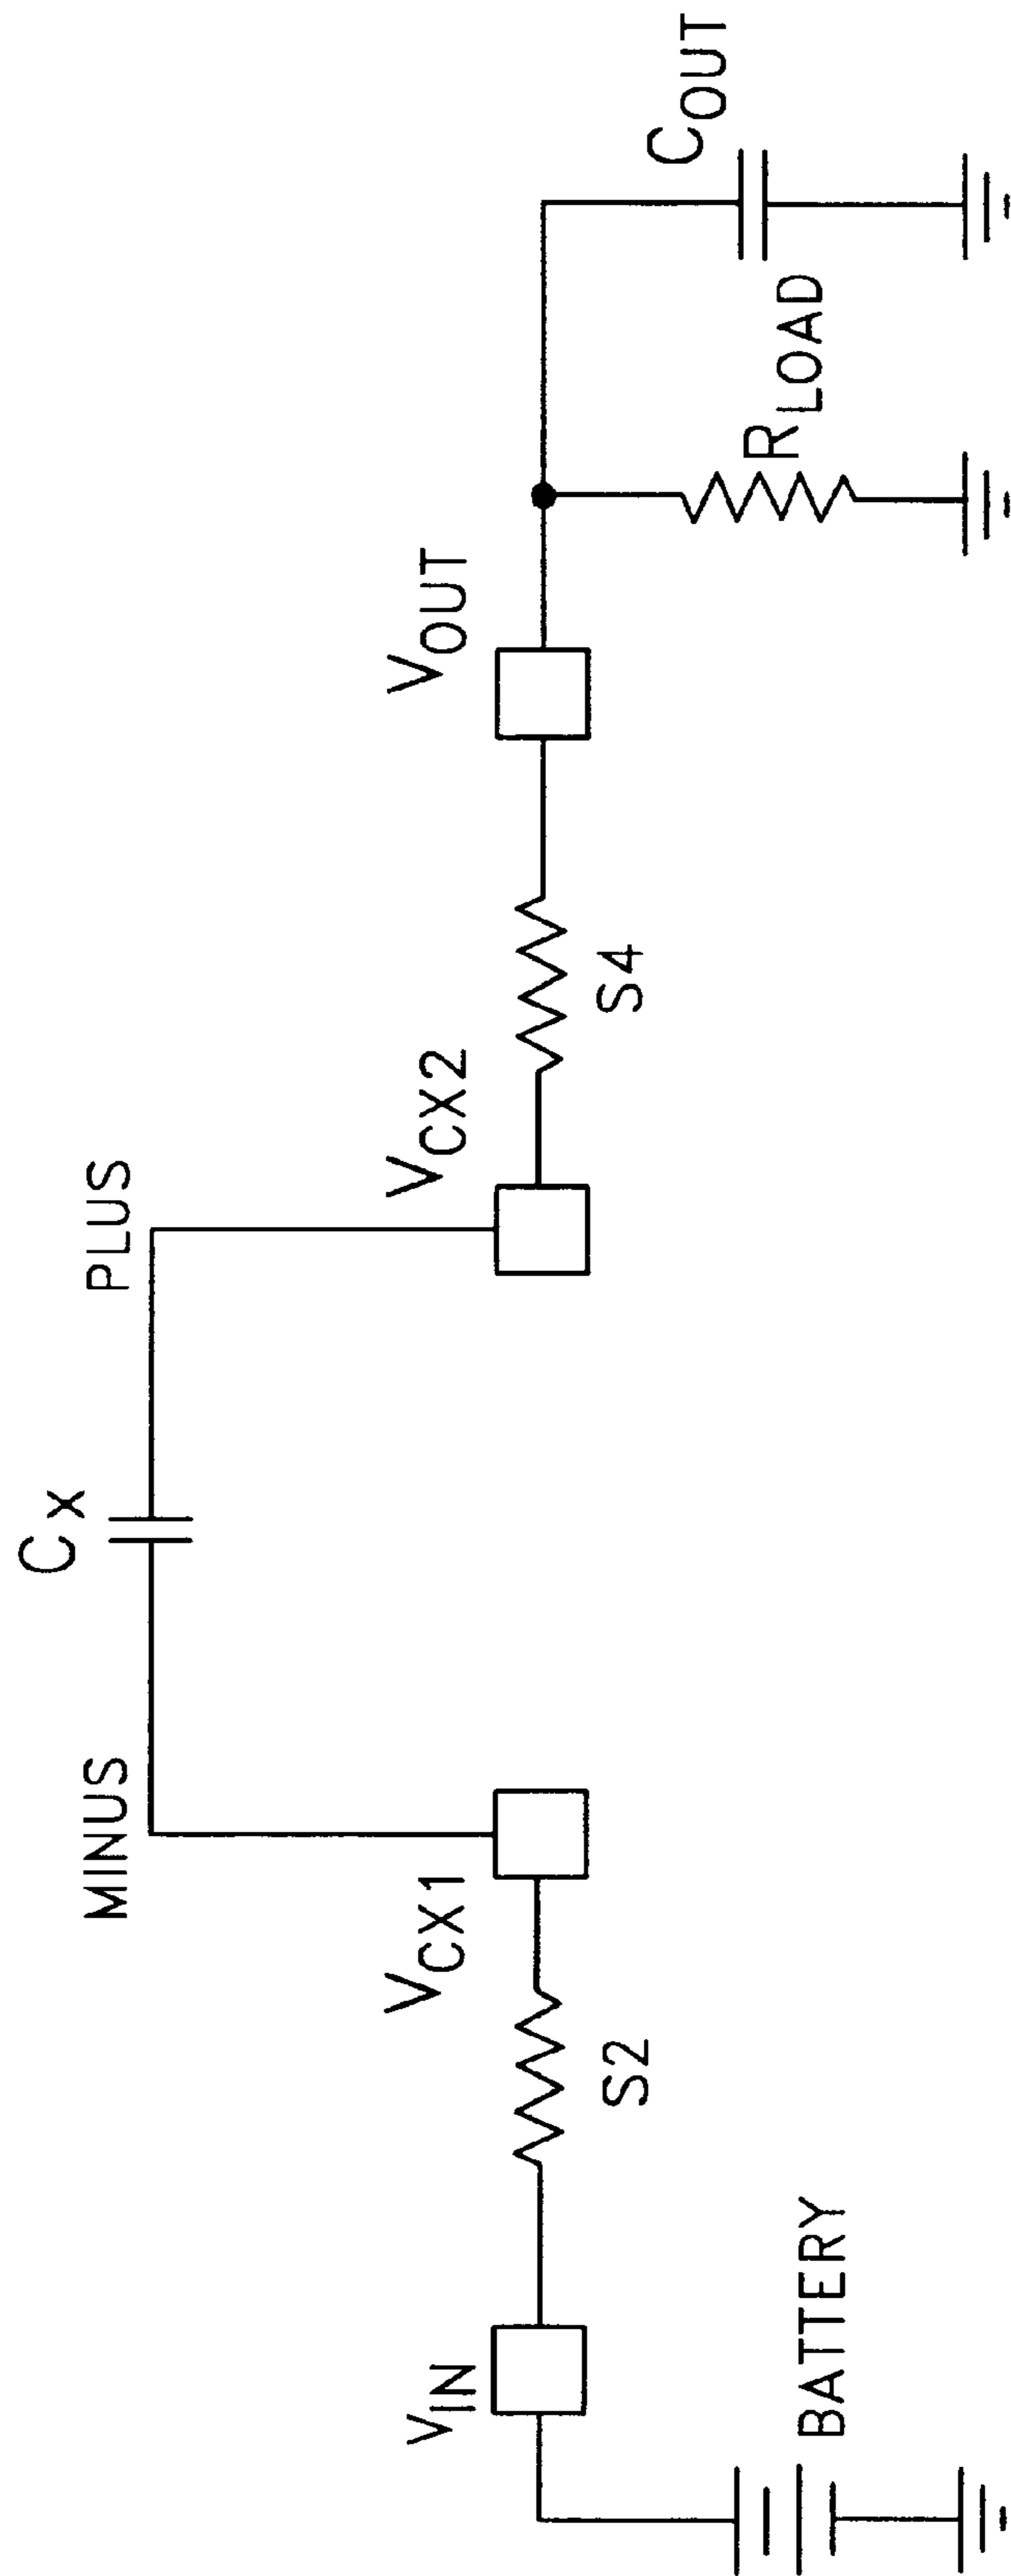 C_X
MINUS
PLUS
V_IN
V_CX1
V_CX2
V_OUT
S2
S4
BATTERY
R_LOAD
C_OUT